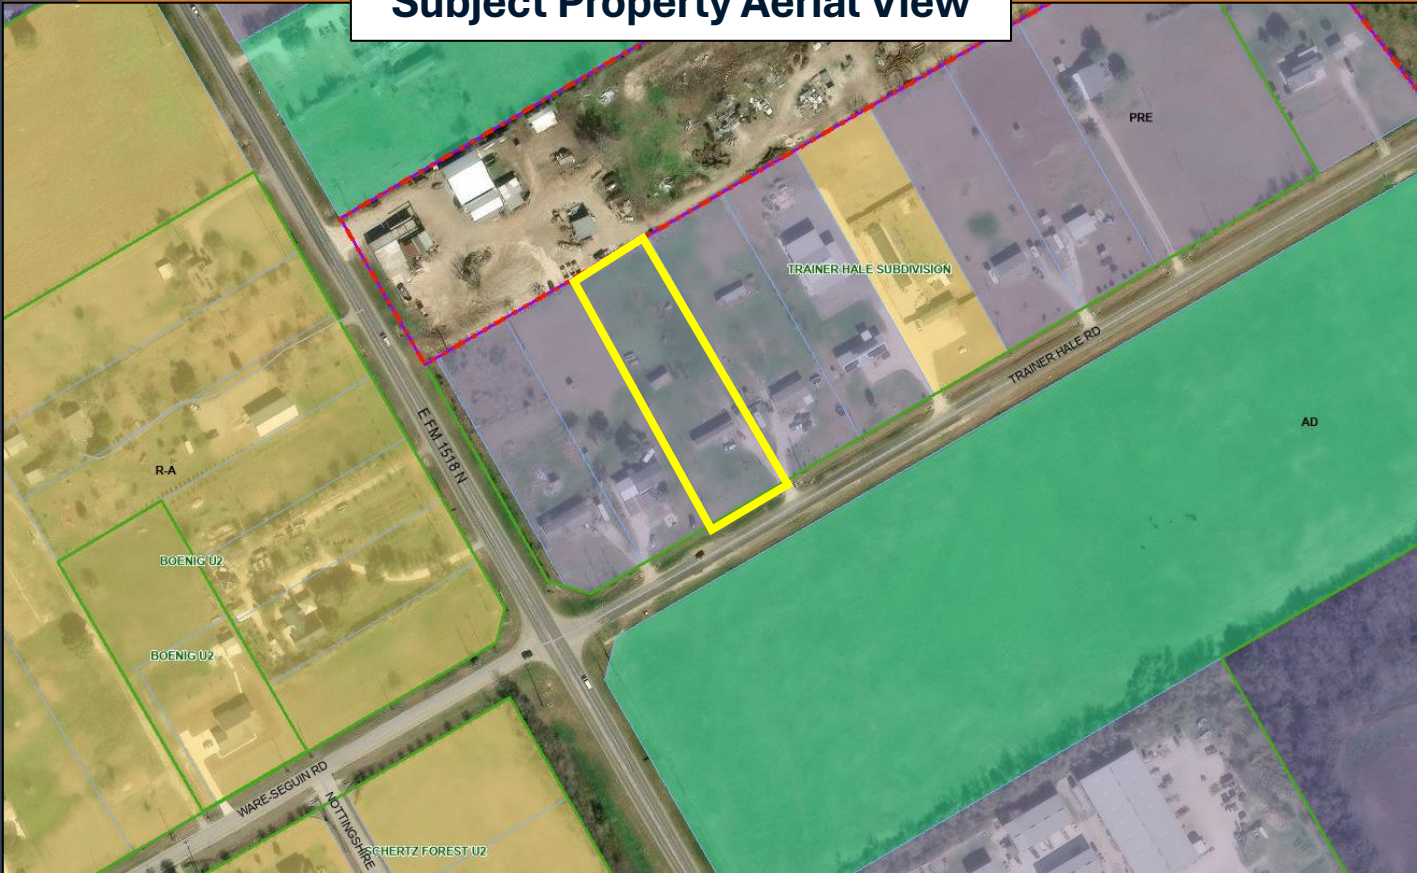 Subject Property Aerial View
PRE
TRAINER HALE SUBDIVISION
TRAINER HALE RD
E FM 1518 N
AD
R-A
BOENIG U2
BOENIG U2
WARE-SEGUIN RD
NOTTINGSHIRE
SCHERTZ FOREST U2